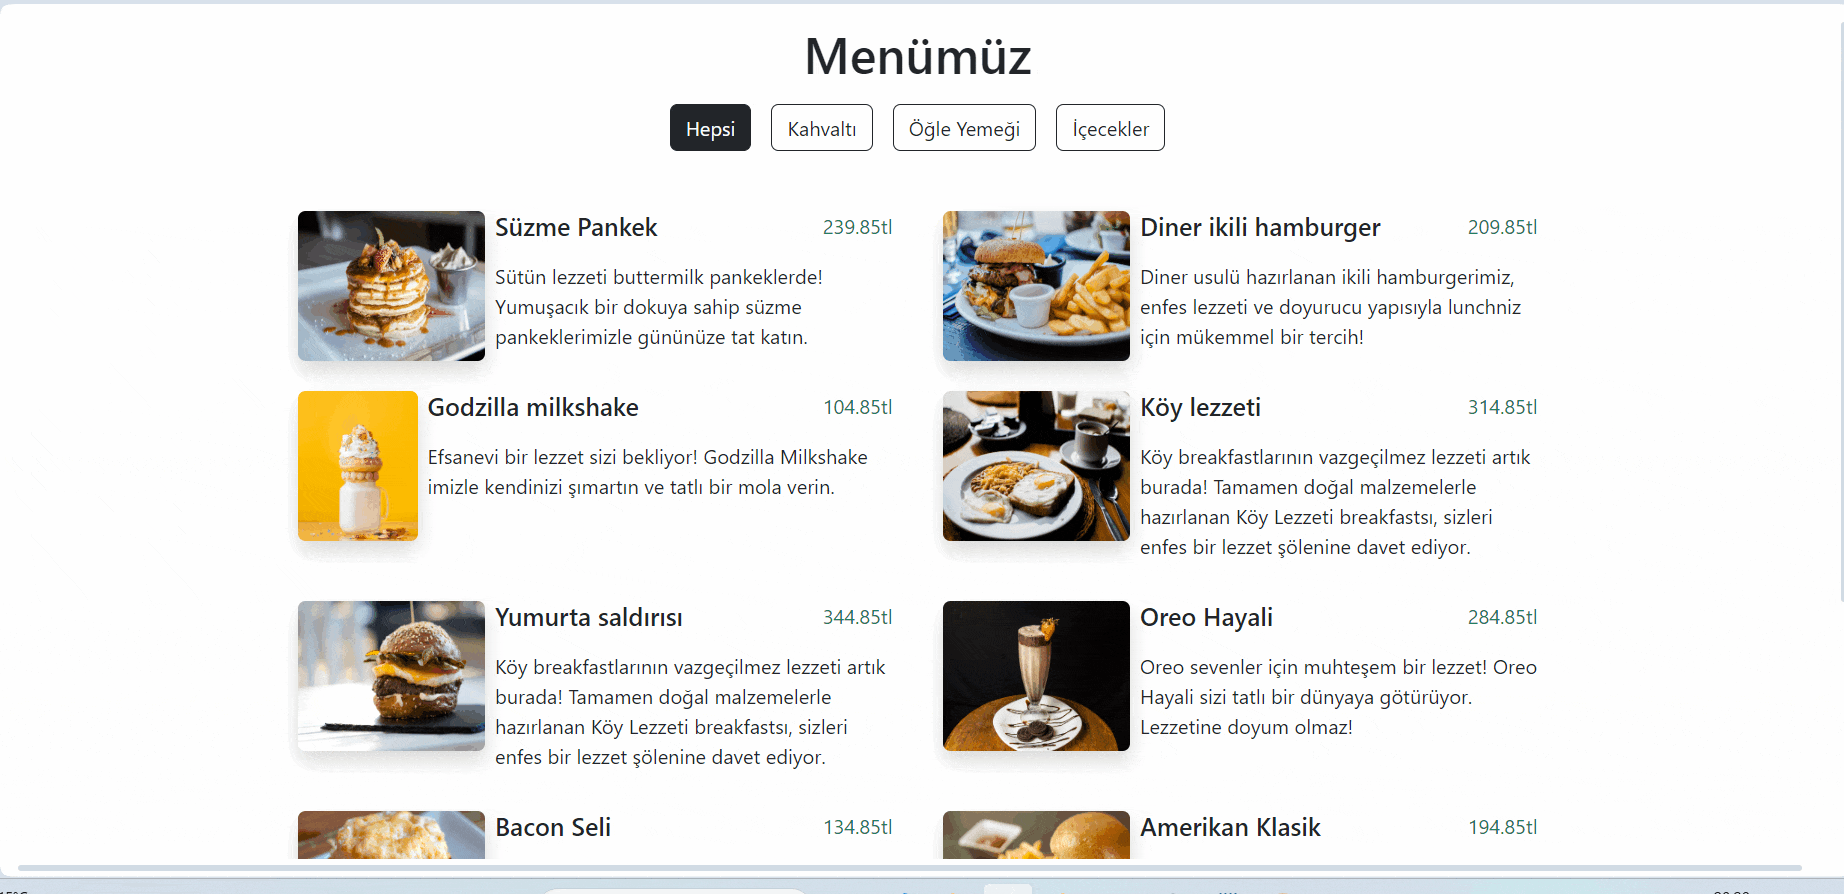 Menümüz
Hepsi
Kahvaltı
Öğle Yemeği
İçecekler
Süzme Pankek
239.85tl
Sütün lezzeti buttermilk pankeklerde!
Yumuşacık bir dokuya sahip süzme
pankeklerimizle gününüze tat katın.
Diner ikili hamburger
209.85tl
Diner usulü hazırlanan ikili hamburgerimiz,
enfes lezzeti ve doyurucu yapısıyla lunchniz
için mükemmel bir tercih!
Godzilla milkshake
104.85tl
Efsanevi bir lezzet sizi bekliyor! Godzilla Milkshake
imizle kendinizi şımartın ve tatlı bir mola verin.
Köy lezzeti
314.85tl
Köy breakfastlarının vazgeçilmez lezzeti artık
burada! Tamamen doğal malzemelerle
hazırlanan Köy Lezzeti breakfastsı, sizleri
enfes bir lezzet şölenine davet ediyor.
Yumurta saldırısı
344.85tl
Köy breakfastlarının vazgeçilmez lezzeti artık
burada! Tamamen doğal malzemelerle
hazırlanan Köy Lezzeti breakfastsı, sizleri
enfes bir lezzet şölenine davet ediyor.
Oreo Hayali
284.85tl
Oreo sevenler için muhteşem bir lezzet! Oreo
Hayali sizi tatlı bir dünyaya götürüyor.
Lezzetine doyum olmaz!
Bacon Seli
134.85tl
Amerikan Klasik
194.85tl